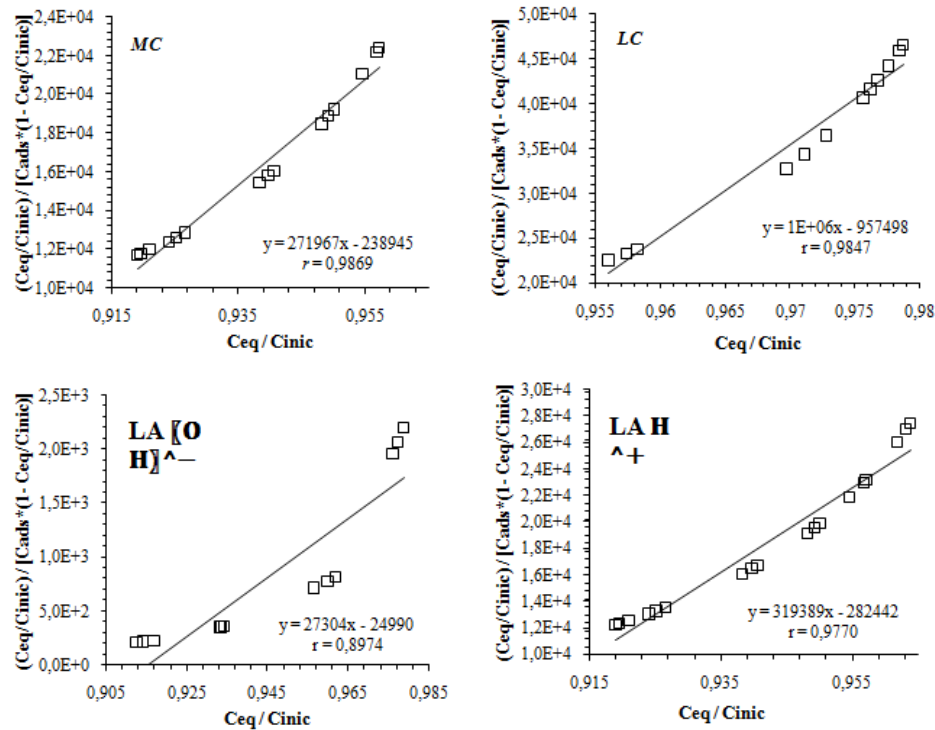 (Ceq/Cinic) / [Cads*(1- Ceq/Cinic)]
2,4E+04
2,2E+04
2,0E+04
1,8E+04
1,6E+04
1,4E+04
1,2E+04
1,0E+04
MC
y = 271967x - 238945
r = 0,9869
0,915 0,935 0,955
Ceq / Cinic
(Ceq/Cinic) / [Cads*(1- Ceq/Cinic)]
5,0E+04
4,5E+04
4,0E+04
3,5E+04
3,0E+04
2,5E+04
2,0E+04
LC
y = 1E+06x - 957498
r = 0,9847
0,955 0,96 0,965 0,97 0,975 0,98
Ceq / Cinic
(Ceq/Cinic) / [Cads*(1- Ceq/Cinic)]
2,5E+3
2,0E+3
1,5E+3
1,0E+3
5,0E+2
0,0E+0
LA 〖O
H〗^−
y = 27304x - 24990
r = 0,8974
0,905 0,925 0,945 0,965 0,985
Ceq / Cinic
(Ceq/Cinic) / [Cads*(1- Ceq/Cinic)]
3,0E+4
2,8E+4
2,6E+4
2,4E+4
2,2E+4
2,0E+4
1,8E+4
1,6E+4
1,4E+4
1,2E+4
1,0E+4
LA H
^+
y = 319389x - 282442
r = 0,9770
0,915 0,935 0,955
Ceq / Cinic